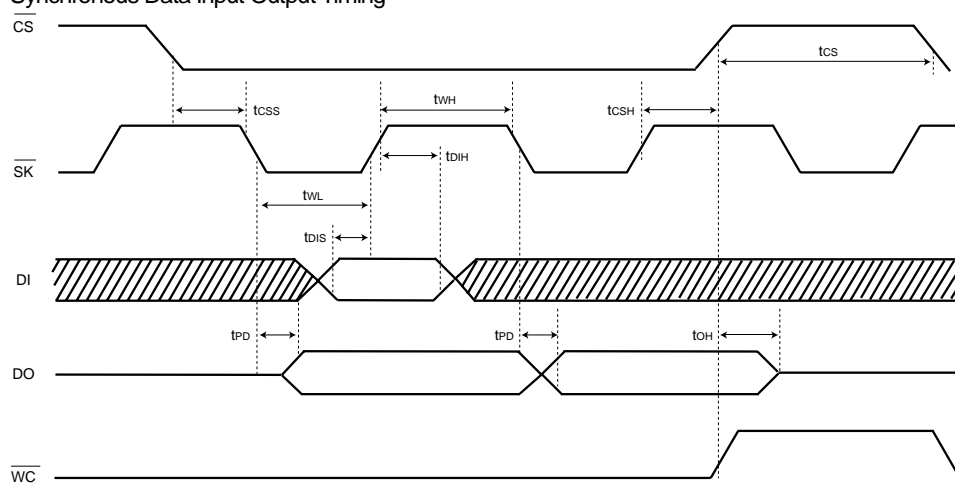 Synchronous Data Input Output Timing
CS
tCS
tCSS
tWH
tCSH
SK
tDIH
tWL
tDIS
DI
tPD
tPD
tOH
DO
WC